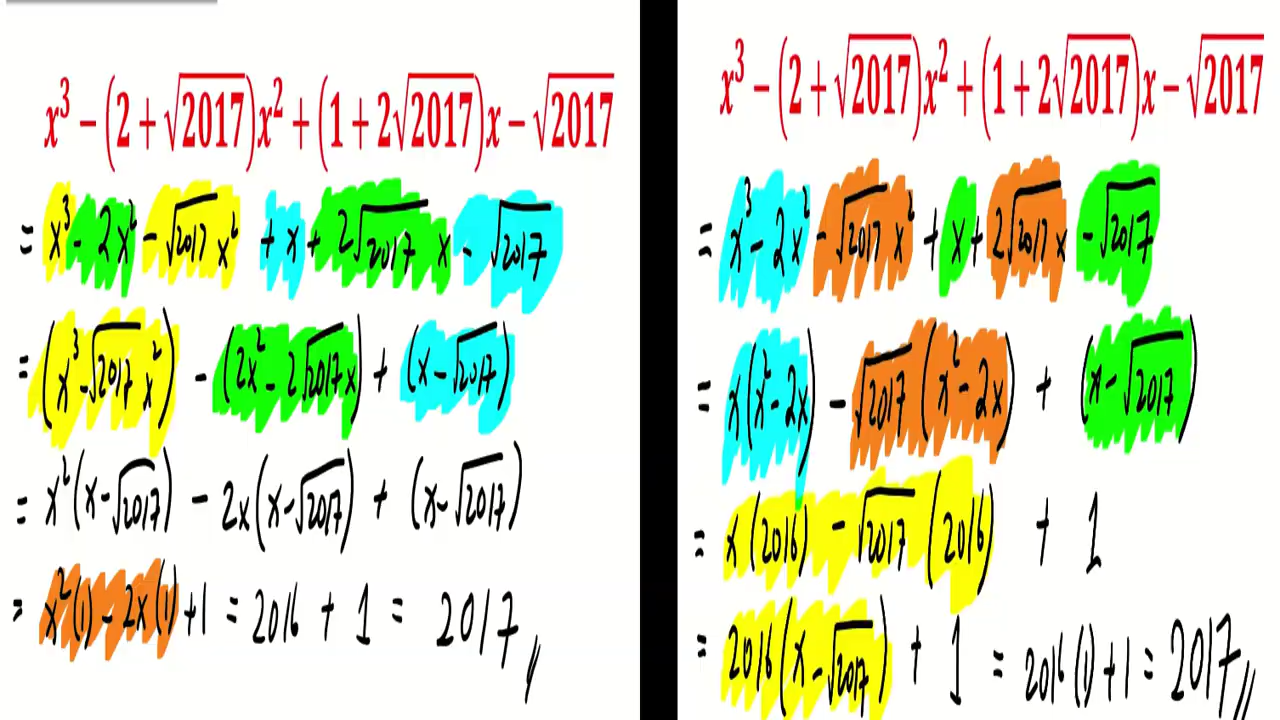 x³ − (2 + √2017)x² + (1 + 2√2017)x − √2017
= x³ − 2x² − √2017 x² + x + 2√2017 x − √2017
= (x³ − √2017 x²) − (2x² − 2√2017 x) + (x − √2017)
= x²(x − √2017) − 2x(x − √2017) + (x − √2017)
= x²(1) − 2x(1) + 1 = 2016 + 1 = 2017 //
x³ − (2 + √2017)x² + (1 + 2√2017)x − √2017
= x³ − 2x² − √2017 x² + x + 2√2017 x − √2017
= x(x² − 2x) − √2017 (x² − 2x) + (x − √2017)
= x(2016) − √2017 (2016) + 1
= 2016(x − √2017) + 1 = 2016(1) + 1 = 2017 //